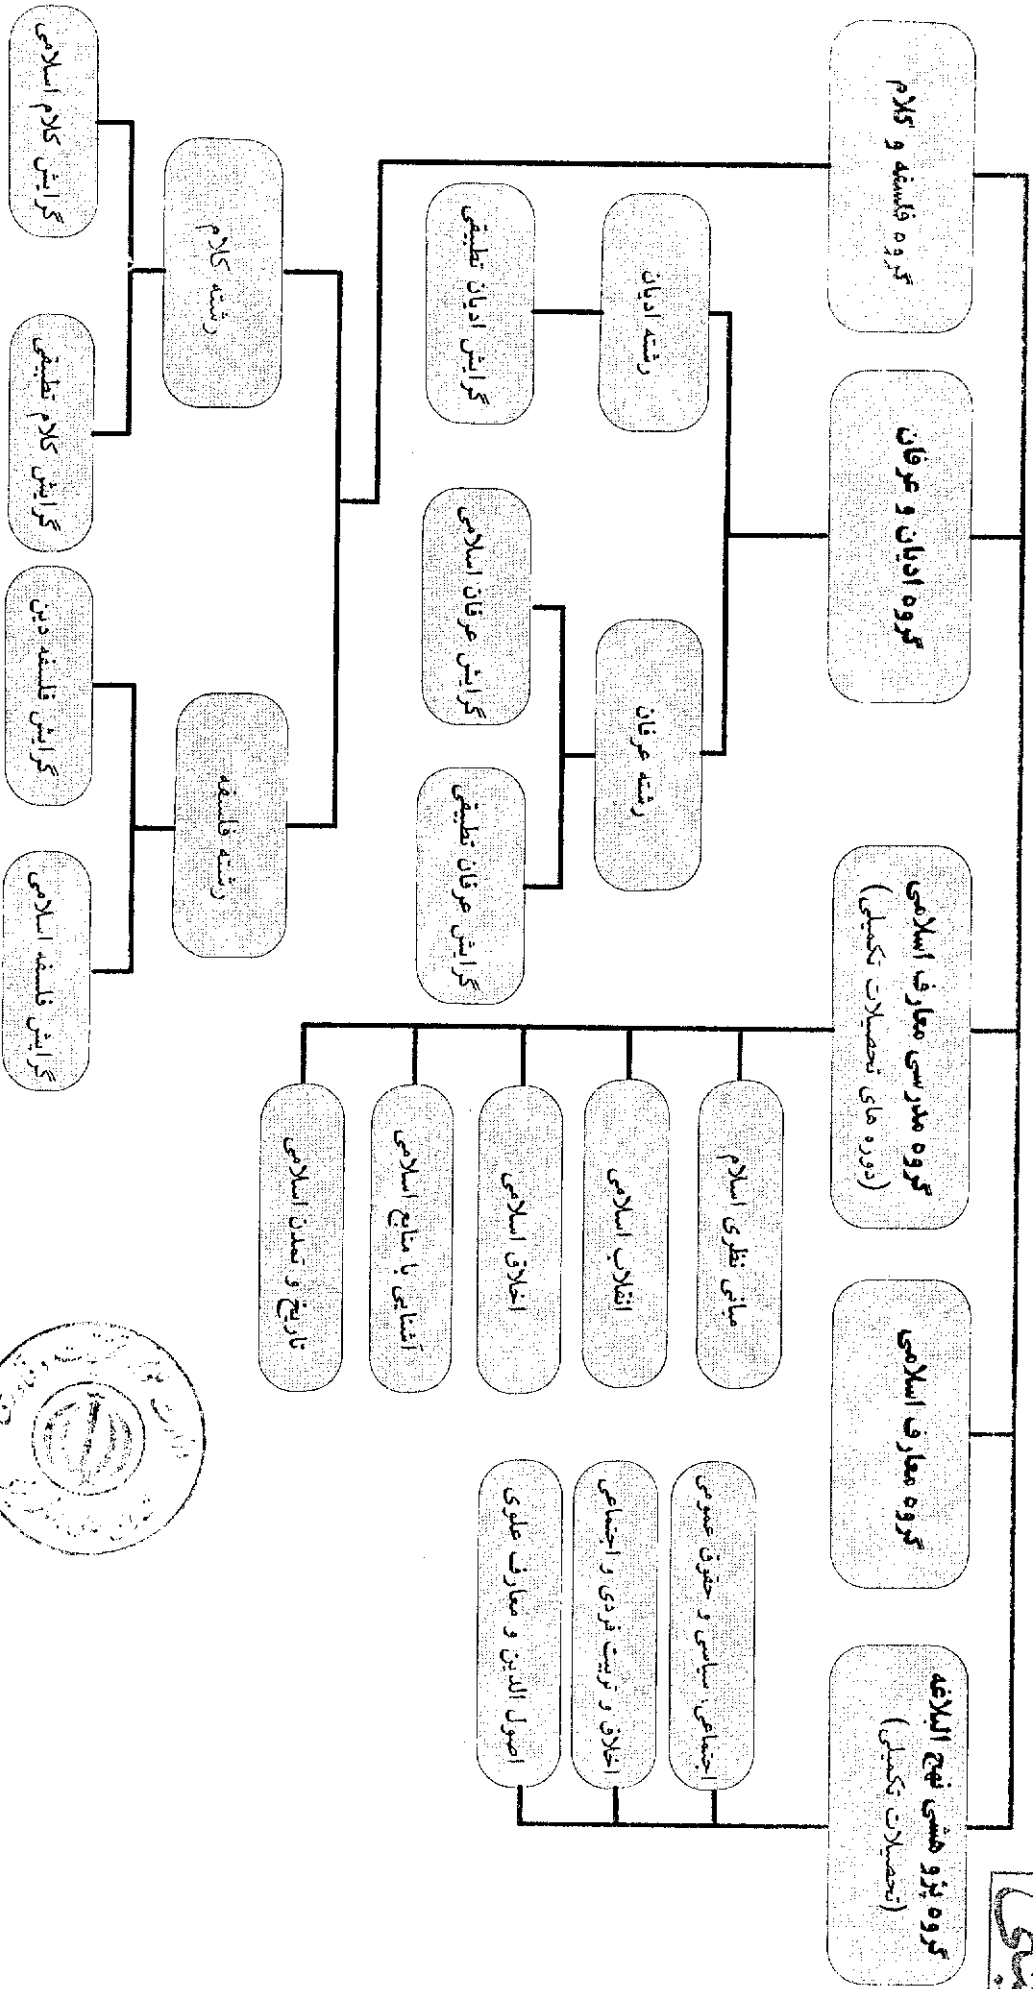 گروه پژوهشی نهج البلاغه
(تحصیلات تکمیلی)
گروه معارف اسلامی
گروه مدرسی معارف اسلامی
(دوره های تحصیلات تکمیلی)
گروه ادیان و عرفان
گروه فلسفه و کلام
اجتماعی، سیاسی و حقوق عمومی
اخلاق و تربیت فردی و اجتماعی
اصول الدین و معارف علوی
مبانی نظری اسلام
انقلاب اسلامی
اخلاق اسلامی
آشنایی با منابع اسلامی
تاریخ و تمدن اسلامی
رشته عرفان
رشته ادیان
گرایش عرفان تطبیقی
گرایش عرفان اسلامی
گرایش ادیان تطبیقی
رشته فلسفه
رشته کلام
گرایش فلسفه اسلامی
گرایش فلسفه دین
گرایش کلام تطبیقی
گرایش کلام اسلامی